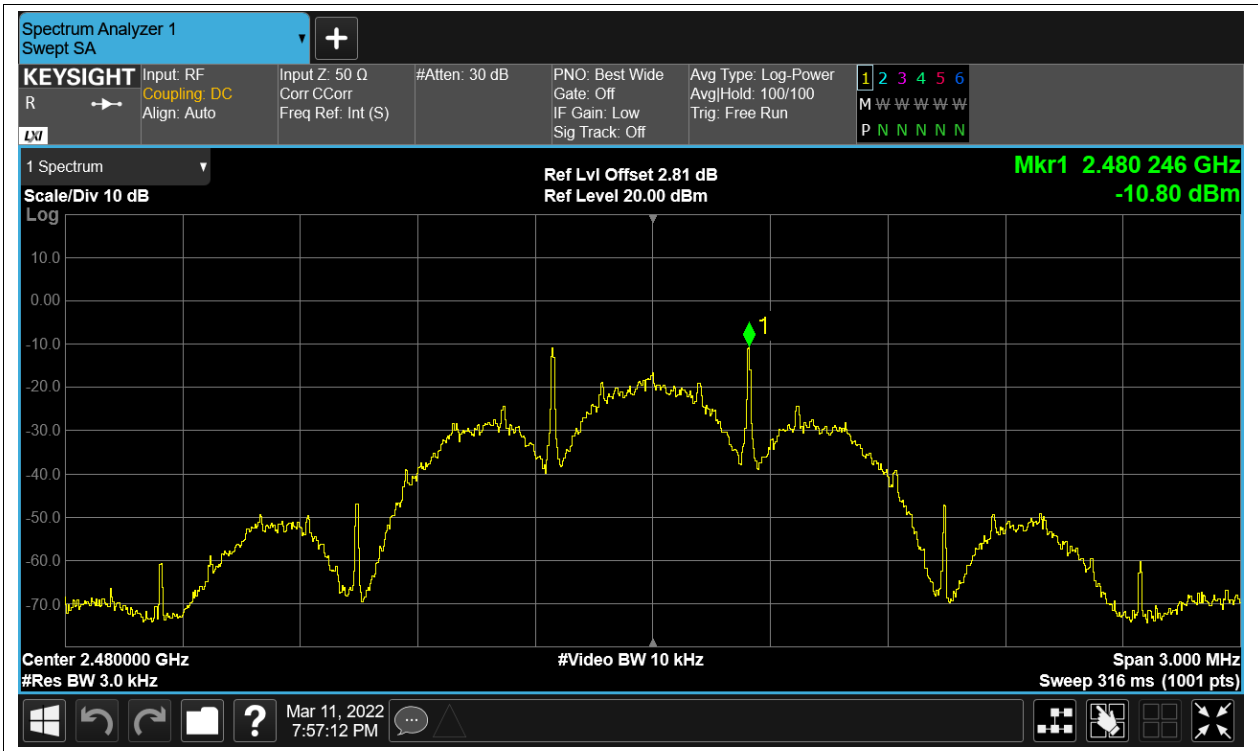 Spectrum Analyzer 1
Swept SA
KEYSIGHT
R
LXI
Input: RF
Coupling: DC
Align: Auto
Input Z: 50 Ω
Corr CCorr
Freq Ref: Int (S)
#Atten: 30 dB
PNO: Best Wide
Gate: Off
IF Gain: Low
Sig Track: Off
Avg Type: Log-Power
Avg|Hold: 100/100
Trig: Free Run
1 2 3 4 5 6
M W W W W W
P N N N N N
1 Spectrum
Scale/Div 10 dB
Log
Ref Lvl Offset 2.81 dB
Ref Level 20.00 dBm
Mkr1 2.480 246 GHz
-10.80 dBm
10.0
0.00
-10.0
-20.0
-30.0
-40.0
-50.0
-60.0
-70.0
1
Center 2.480000 GHz
#Res BW 3.0 kHz
#Video BW 10 kHz
Span 3.000 MHz
Sweep 316 ms (1001 pts)
?
Mar 11, 2022
7:57:12 PM